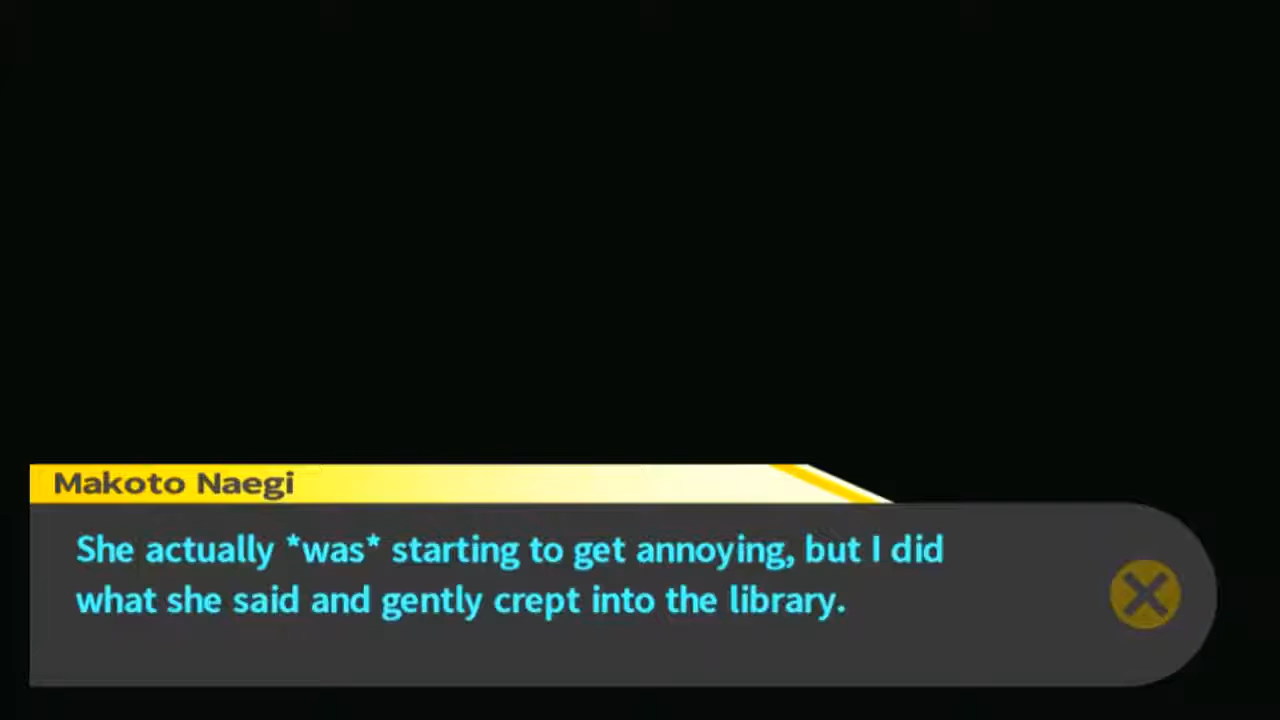 Makoto Naegi
She actually *was* starting to get annoying, but I did
what she said and gently crept into the library.